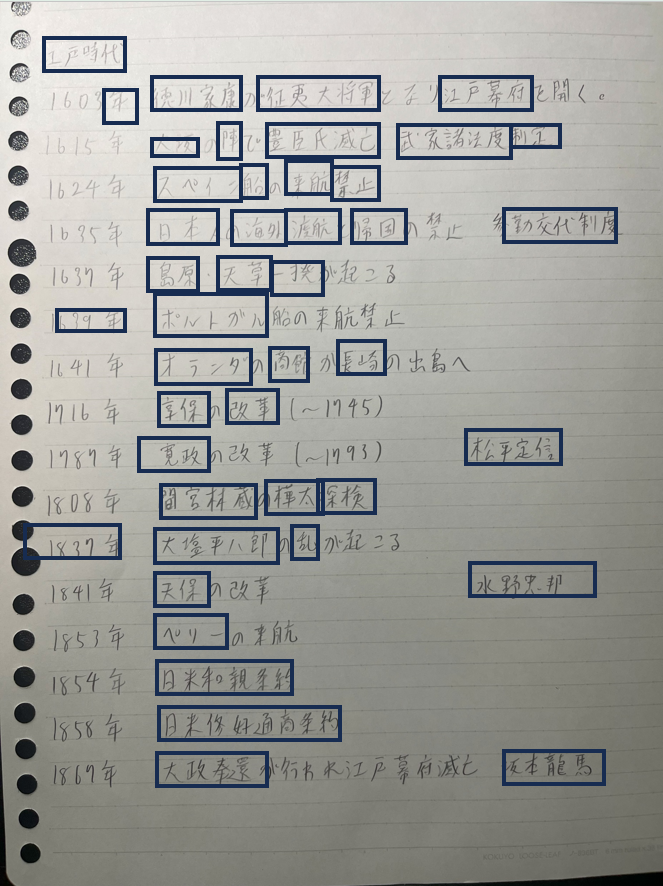 江戸時代
1603年 徳川家康が征夷大将軍となり江戸幕府を開く。
1615年 大坂の陣で豊臣氏滅亡 武家諸法度制定
1624年 スペイン船の来航禁止
1635年 日本人の海外渡航と帰国の禁止 参勤交代制度
1637年 島原・天草一揆が起こる
1639年 ポルトガル船の来航禁止
1641年 オランダの商館が長崎の出島へ
1716年 享保の改革 (～1745)
1787年 寛政の改革 (～1793) 松平定信
1808年 間宮林蔵の樺太探検
1837年 大塩平八郎の乱が起こる
1841年 天保の改革 水野忠邦
1853年 ペリーの来航
1854年 日米和親条約
1858年 日米修好通商条約
1867年 大政奉還が行われ江戸幕府滅亡 坂本龍馬